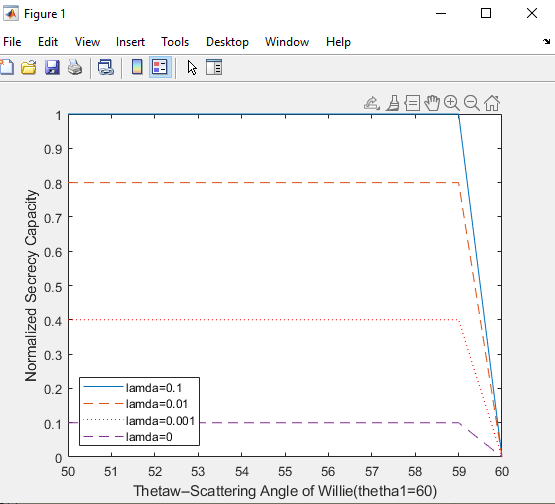 Figure 1
File Edit View Insert Tools Desktop Window Help
1
0.9
0.8
0.7
0.6
0.5
0.4
0.3
0.2
0.1
0
Normalized Secrecy Capacity
lamda=0.1
lamda=0.01
lamda=0.001
lamda=0
50 51 52 53 54 55 56 57 58 59 60
Thetaw–Scattering Angle of Willie(thetha1=60)